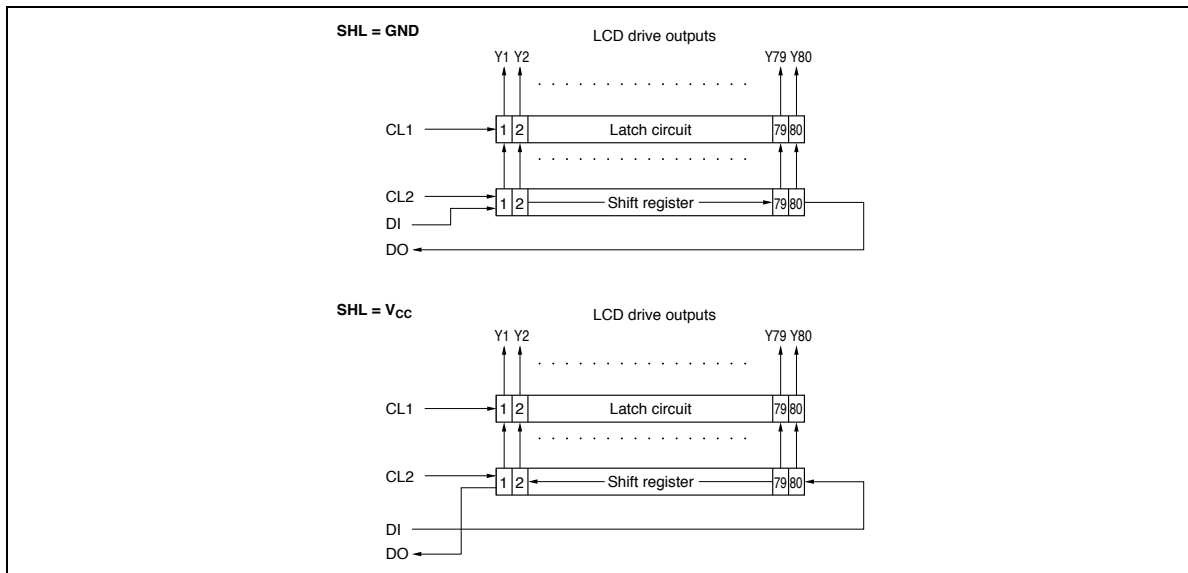 SHL = GND
LCD drive outputs
Y1 Y2 Y79 Y80
CL1 1 2 Latch circuit 79 80
CL2 1 2 Shift register 79 80
DI
DO
SHL = VCC
LCD drive outputs
Y1 Y2 Y79 Y80
CL1 1 2 Latch circuit 79 80
CL2 1 2 Shift register 79 80
DI
DO